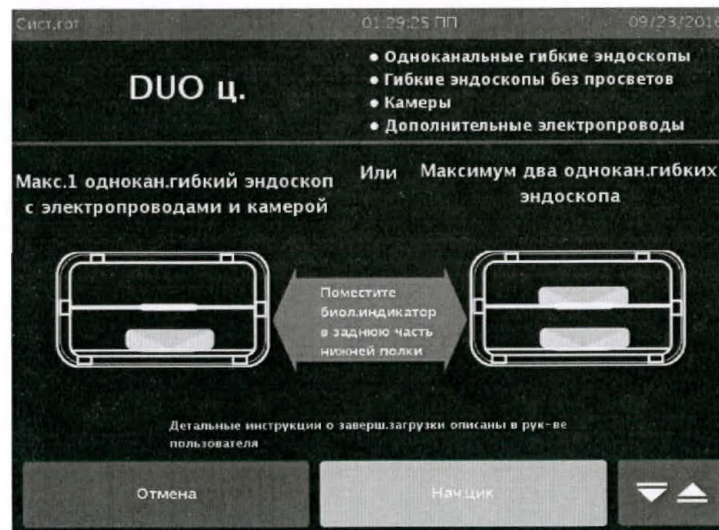 Сист.гот 01:29:25 ПП 09/23/2016
DUO ц.
• Одноканальные гибкие эндоскопы
• Гибкие эндоскопы без просветов
• Камеры
• Дополнительные электропроводы
Макс.1 однокан.гибкий эндоскоп
с электропроводами и камерой
Или
Максимум два однокан.гибких
эндоскопа
Поместите
биол.индикатор
в заднюю часть
нижней полки
Детальные инструкции о заверш.загрузки описаны в рук-ве
пользователя
Отмена
Нач.цик